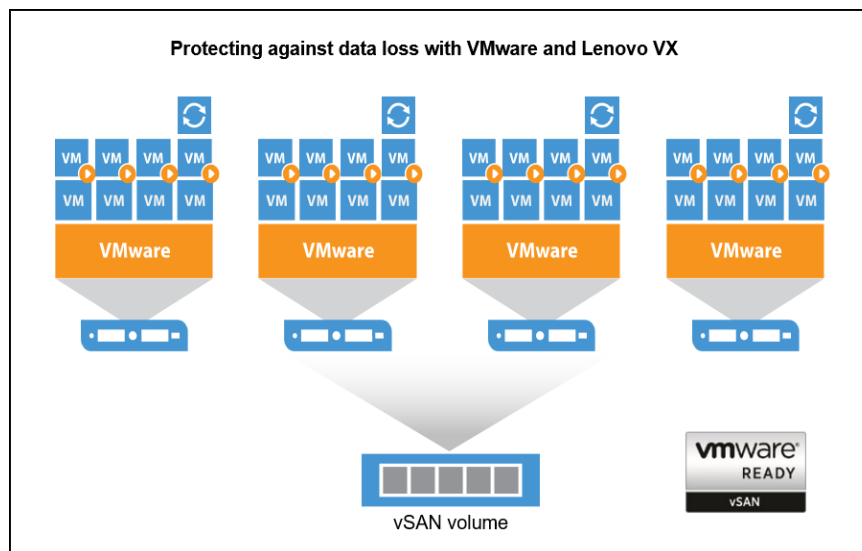 Protecting against data loss with VMware and Lenovo VX
VM VM VM VM VM VM VM VM VM VM VM VM VM VM VM VM
VM VM VM VM VM VM VM VM VM VM VM VM VM VM VM VM
VMware VMware VMware VMware
vmware®
READY
vSAN
vSAN volume